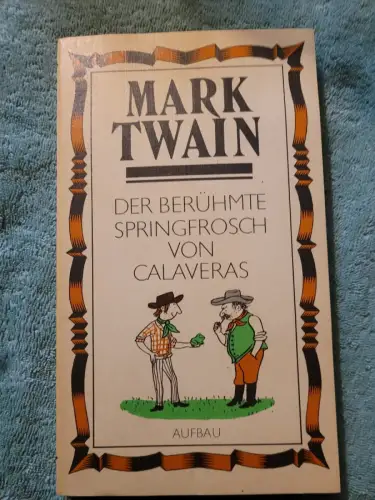 MARK
TWAIN
DER BERÜHMTE
SPRINGFROSCH
VON
CALAVERAS
AUFBAU